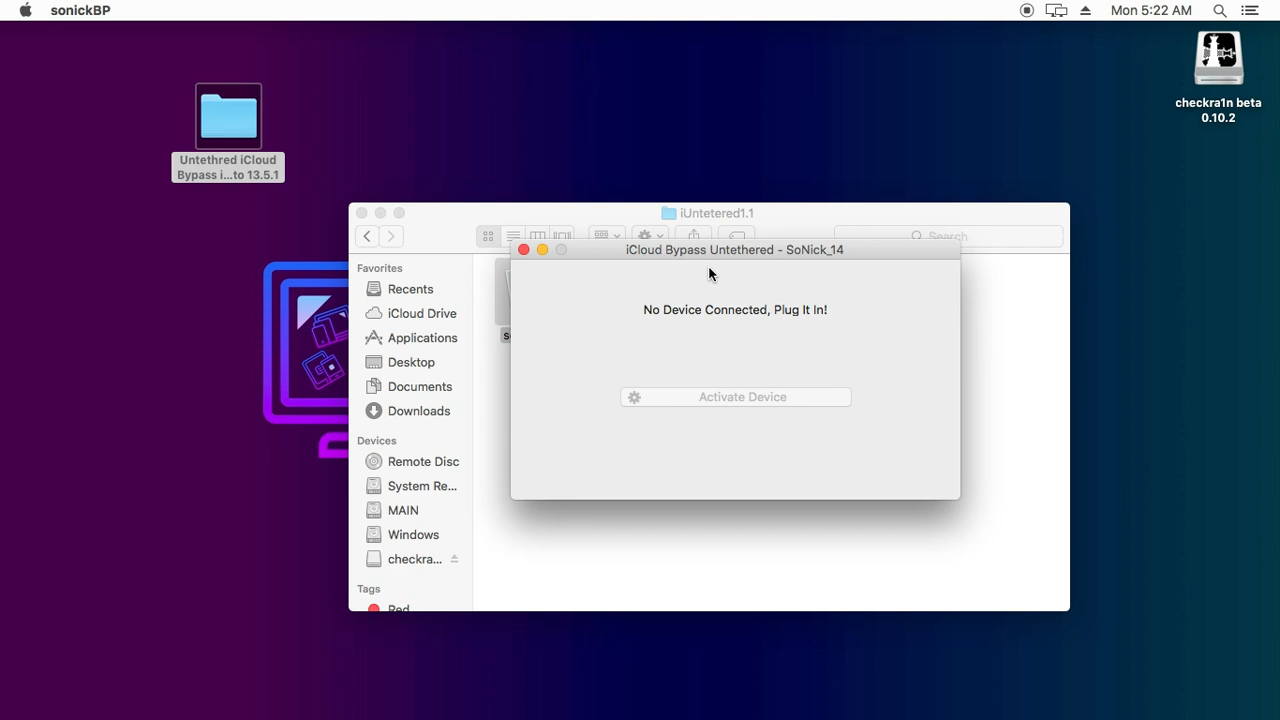 sonickBP
Mon 5:22 AM
checkra1n beta
0.10.2
Untethred iCloud
Bypass i...to 13.5.1
iUntetered1.1
Search
iCloud Bypass Untethered - SoNick_14
No Device Connected, Plug It In!
Activate Device
Favorites
Recents
iCloud Drive
Applications
Desktop
Documents
Downloads
Devices
Remote Disc
System Re...
MAIN
Windows
checkra...
Tags
Red